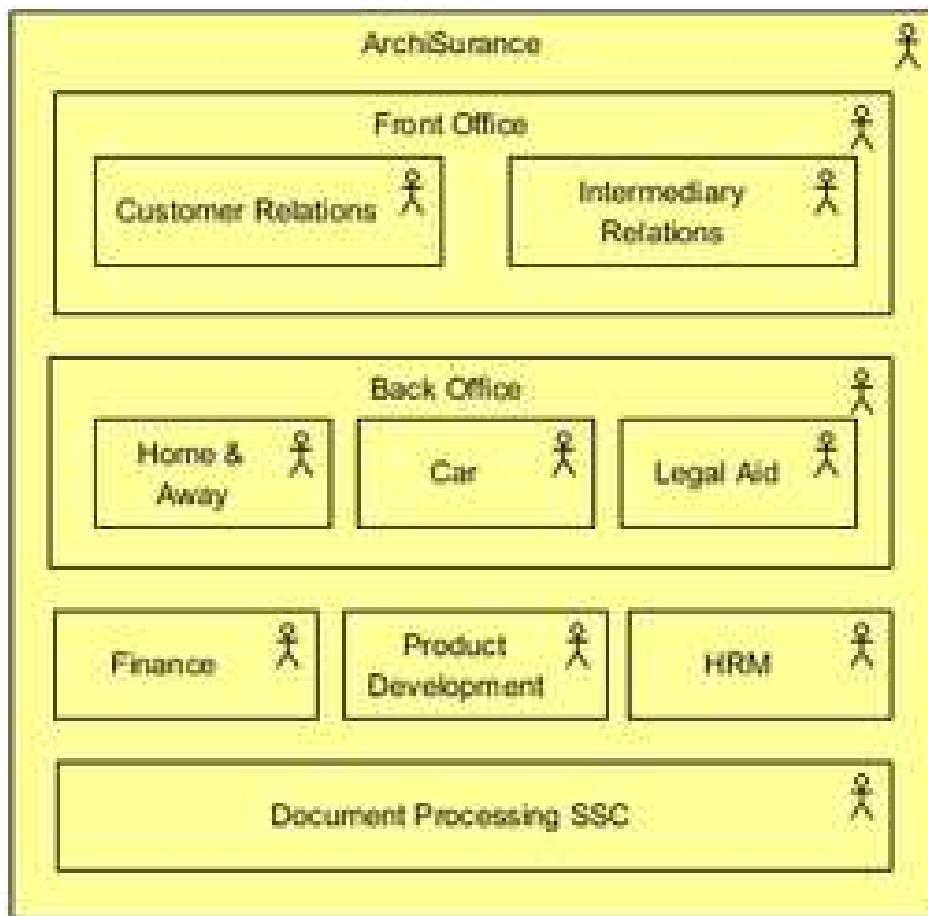 ArchiSurance
Front Office
Customer Relations
Intermediary
Relations
Back Office
Home &
Away
Car
Legal Aid
Finance
Product
Development
HRM
Document Processing SSC